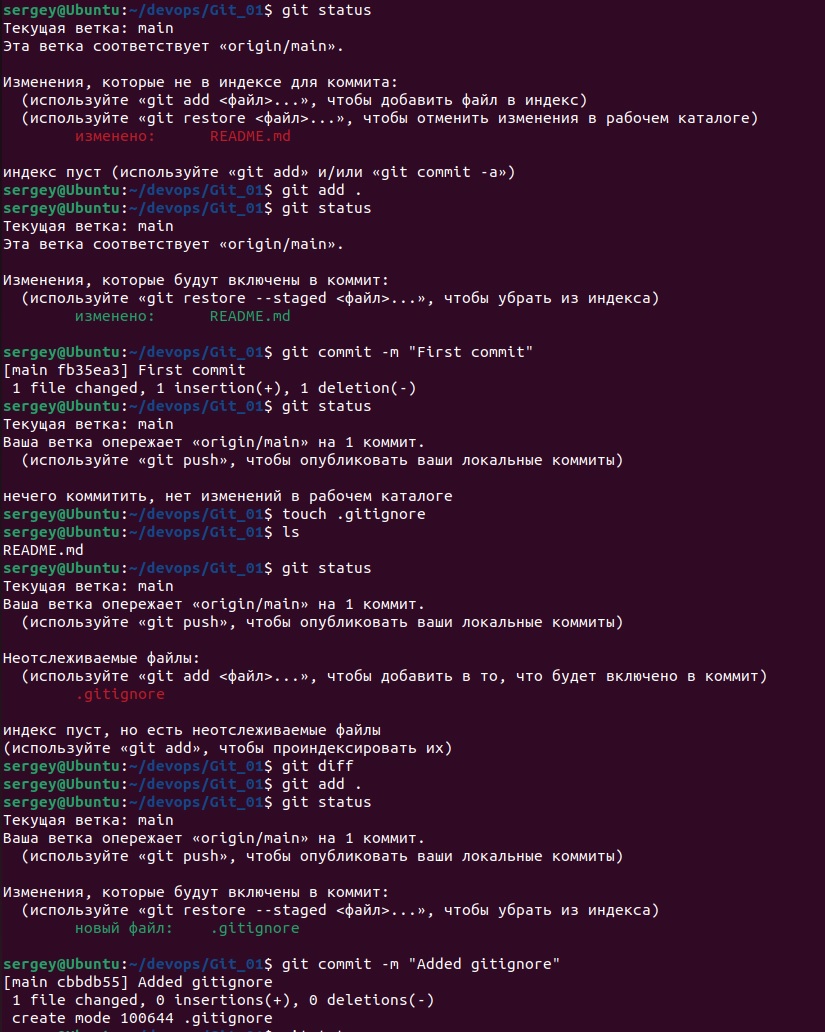 sergey@Ubuntu:~/devops/Git_01$ git status
Текущая ветка: main
Эта ветка соответствует «origin/main».
Изменения, которые не в индексе для коммита:
  (используйте «git add <файл>...», чтобы добавить файл в индекс)
  (используйте «git restore <файл>...», чтобы отменить изменения в рабочем каталоге)
        изменено:      README.md
индекс пуст (используйте «git add» и/или «git commit -a»)
sergey@Ubuntu:~/devops/Git_01$ git add .
sergey@Ubuntu:~/devops/Git_01$ git status
Текущая ветка: main
Эта ветка соответствует «origin/main».
Изменения, которые будут включены в коммит:
  (используйте «git restore --staged <файл>...», чтобы убрать из индекса)
        изменено:      README.md
sergey@Ubuntu:~/devops/Git_01$ git commit -m "First commit"
[main fb35ea3] First commit
 1 file changed, 1 insertion(+), 1 deletion(-)
sergey@Ubuntu:~/devops/Git_01$ git status
Текущая ветка: main
Ваша ветка опережает «origin/main» на 1 коммит.
  (используйте «git push», чтобы опубликовать ваши локальные коммиты)
нечего коммитить, нет изменений в рабочем каталоге
sergey@Ubuntu:~/devops/Git_01$ touch .gitignore
sergey@Ubuntu:~/devops/Git_01$ ls
README.md
sergey@Ubuntu:~/devops/Git_01$ git status
Текущая ветка: main
Ваша ветка опережает «origin/main» на 1 коммит.
  (используйте «git push», чтобы опубликовать ваши локальные коммиты)
Неотслеживаемые файлы:
  (используйте «git add <файл>...», чтобы добавить в то, что будет включено в коммит)
        .gitignore
индекс пуст, но есть неотслеживаемые файлы
(используйте «git add», чтобы проиндексировать их)
sergey@Ubuntu:~/devops/Git_01$ git diff
sergey@Ubuntu:~/devops/Git_01$ git add .
sergey@Ubuntu:~/devops/Git_01$ git status
Текущая ветка: main
Ваша ветка опережает «origin/main» на 1 коммит.
  (используйте «git push», чтобы опубликовать ваши локальные коммиты)
Изменения, которые будут включены в коммит:
  (используйте «git restore --staged <файл>...», чтобы убрать из индекса)
        новый файл:    .gitignore
sergey@Ubuntu:~/devops/Git_01$ git commit -m "Added gitignore"
[main cbbdb55] Added gitignore
 1 file changed, 0 insertions(+), 0 deletions(-)
 create mode 100644 .gitignore